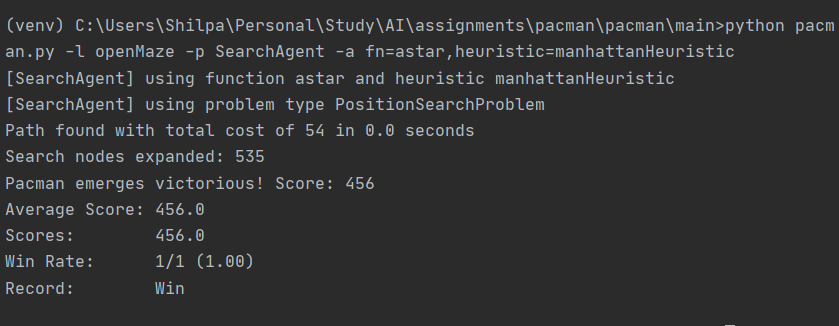 (venv) C:\Users\Shilpa\Personal\Study\AI\assignments\pacman\pacman\main>python pacm
an.py -l openMaze -p SearchAgent -a fn=astar,heuristic=manhattanHeuristic
[SearchAgent] using function astar and heuristic manhattanHeuristic
[SearchAgent] using problem type PositionSearchProblem
Path found with total cost of 54 in 0.0 seconds
Search nodes expanded: 535
Pacman emerges victorious! Score: 456
Average Score: 456.0
Scores:        456.0
Win Rate:      1/1 (1.00)
Record:        Win